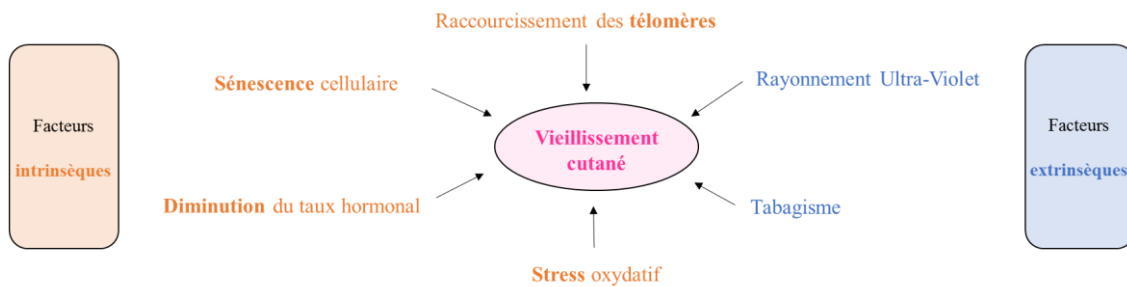 Raccourcissement des télomères
Sénescence cellulaire
Rayonnement Ultra-Violet
Facteurs
intrinsèques
Vieillissement
cutané
Facteurs
extrinsèques
Diminution du taux hormonal
Tabagisme
Stress oxydatif